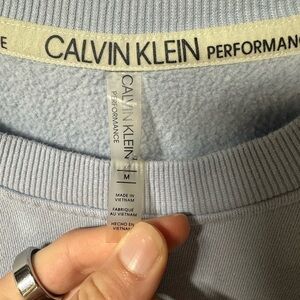 E CALVIN KLEIN PERFORMANC
CALVIN KLEIN
PERFORMANCE
M
MADE IN
VIETNAM
FABRIQUÉ
AU VIETNAM
HECHO EN
VIETNAM